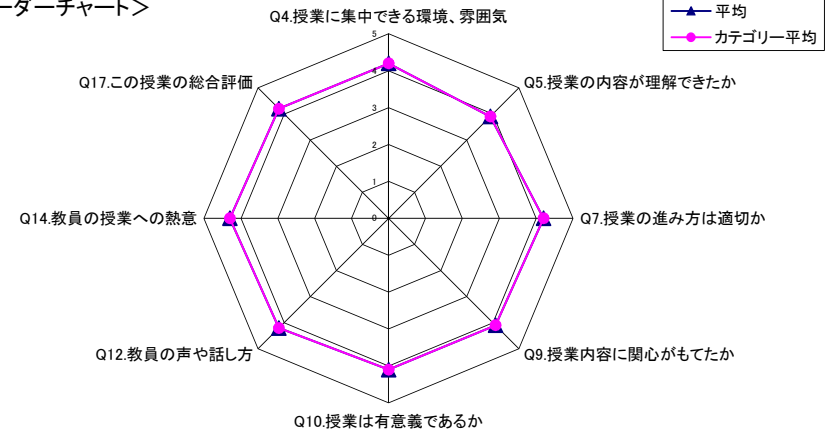 ーダーチャート＞
平均
カテゴリー平均
Q4.授業に集中できる環境、雰囲気
Q5.授業の内容が理解できたか
Q7.授業の進み方は適切か
Q9.授業内容に関心がもてたか
Q10.授業は有意義であるか
Q12.教員の声や話し方
Q14.教員の授業への熱意
Q17.この授業の総合評価
5
4
3
2
1
0